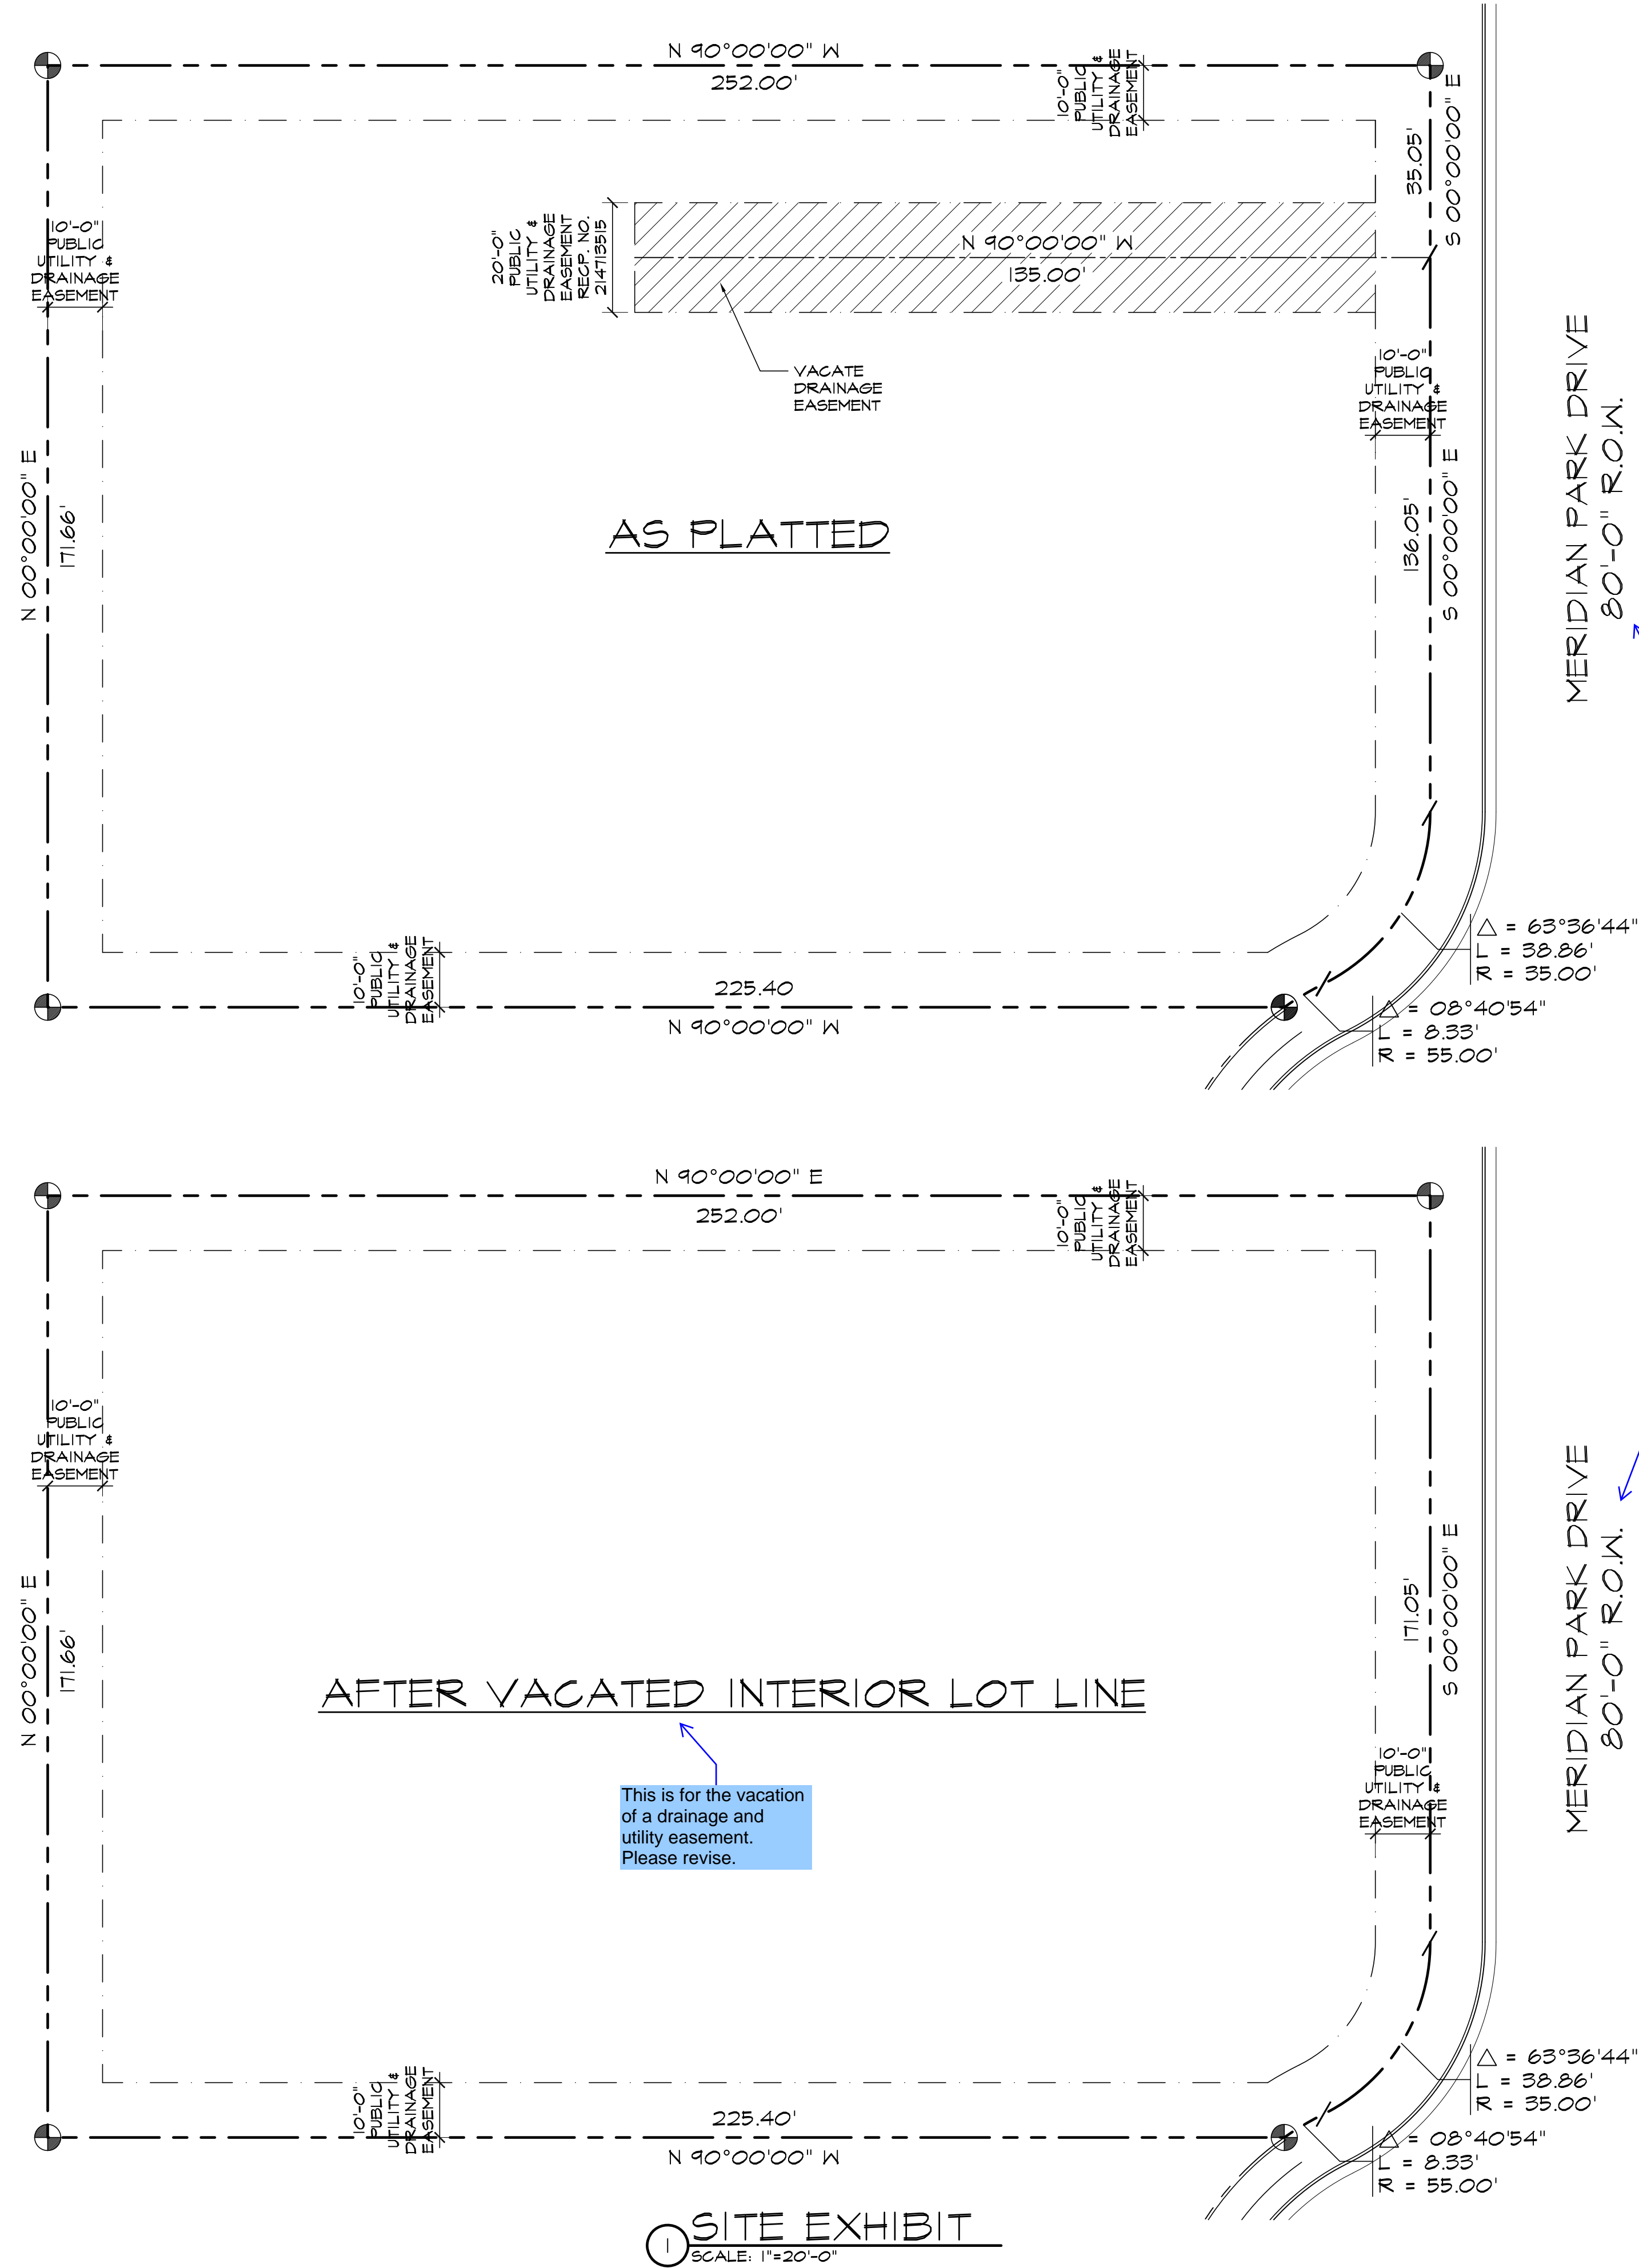 N 90°00'00" W
252.00'
10'-0"
PUBLIC
UTILITY &
DRAINAGE
EASEMENT
35.05'
S 00°00'00" E
10'-0"
PUBLIC
UTILITY &
DRAINAGE
EASEMENT
20'-0"
PUBLIC
UTILITY &
DRAINAGE
EASEMENT
RECP. NO.
214713515
N 90°00'00" W
135.00'
VACATE
DRAINAGE
EASEMENT
10'-0"
PUBLIC
UTILITY &
DRAINAGE
EASEMENT
MERIDIAN PARK DRIVE
80'-0" R.O.W.
N 00°00'00" E
171.66'
AS PLATTED
136.05'
S 00°00'00" E
△ = 63°36'44"
L = 38.86'
R = 35.00'
10'-0"
PUBLIC
UTILITY &
DRAINAGE
EASEMENT
225.40
N 90°00'00" W
△ = 08°40'54"
L = 8.33'
R = 55.00'
N 90°00'00" E
252.00'
10'-0"
PUBLIC
UTILITY &
DRAINAGE
EASEMENT
10'-0"
PUBLIC
UTILITY &
DRAINAGE
EASEMENT
MERIDIAN PARK DRIVE
80'-0" R.O.W.
N 00°00'00" E
171.66'
171.05'
S 00°00'00" E
AFTER VACATED INTERIOR LOT LINE
This is for the vacation
of a drainage and
utility easement.
Please revise.
10'-0"
PUBLIC
UTILITY &
DRAINAGE
EASEMENT
△ = 63°36'44"
L = 38.86'
R = 35.00'
10'-0"
PUBLIC
UTILITY &
DRAINAGE
EASEMENT
225.40'
N 90°00'00" W
△ = 08°40'54"
L = 8.33'
R = 55.00'
1
SITE EXHIBIT
SCALE: 1"=20'-0"